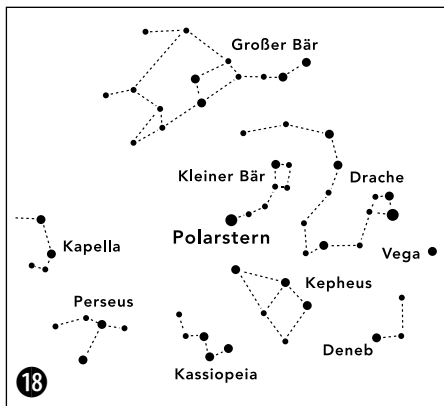 Großer Bär
Kleiner Bär
Drache
Polarstern
Kapella
Vega
Kepheus
Perseus
Deneb
Kassiopeia
18